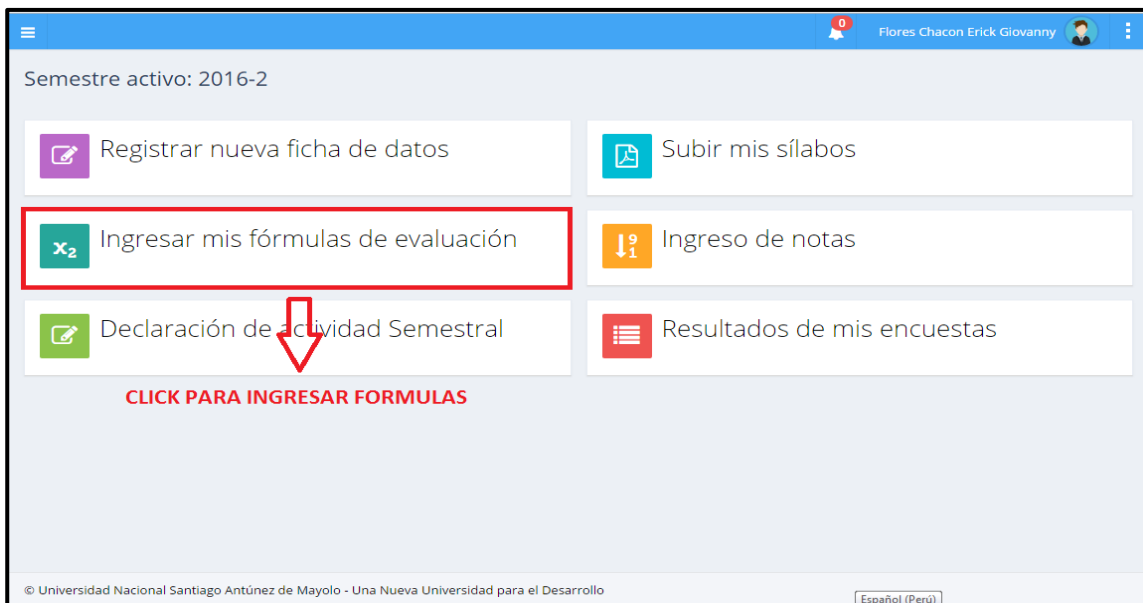 0
Flores Chacon Erick Giovanny
Semestre activo: 2016-2
Registrar nueva ficha de datos
Subir mis sílabos
x₂
Ingresar mis fórmulas de evaluación
9
1
Ingreso de notas
Declaración de actividad Semestral
Resultados de mis encuestas
CLICK PARA INGRESAR FORMULAS
© Universidad Nacional Santiago Antúnez de Mayolo - Una Nueva Universidad para el Desarrollo
Español (Perú)